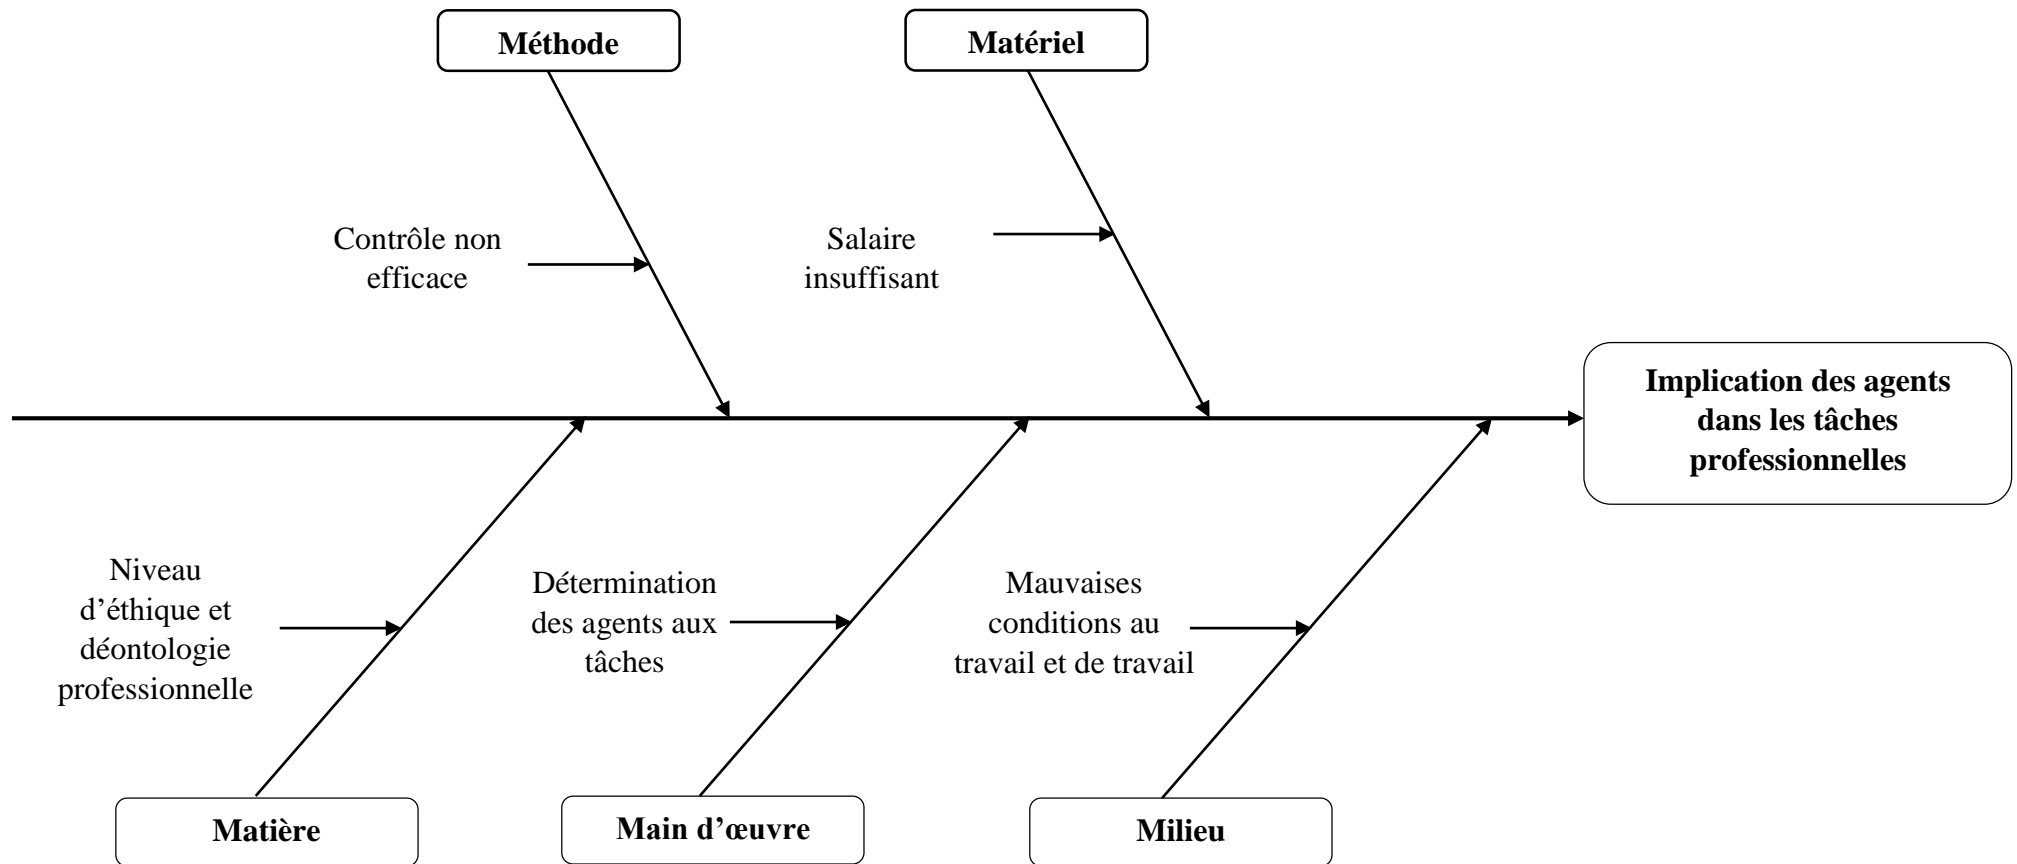 Méthode
Matériel
Contrôle non
efficace
Salaire
insuffisant
Implication des agents
dans les tâches
professionnelles
Niveau
d’éthique et
déontologie
professionnelle
Détermination
des agents aux
tâches
Mauvaises
conditions au
travail et de travail
Matière
Main d’œuvre
Milieu